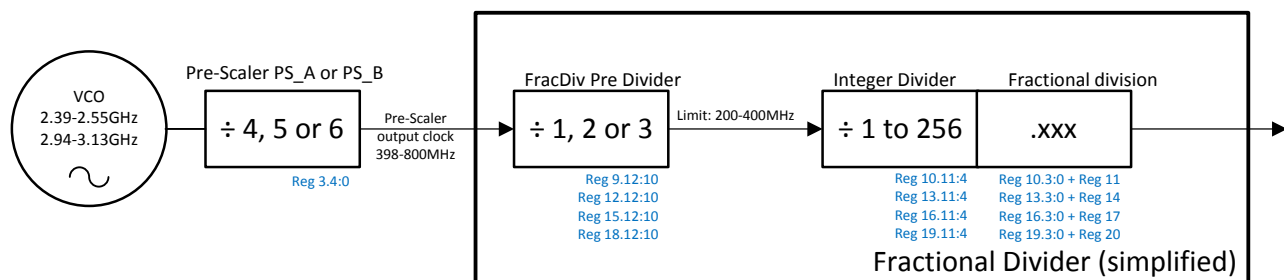 VCO
2.39-2.55GHz
2.94-3.13GHz
Pre-Scaler PS_A or PS_B
÷ 4, 5 or 6
Reg 3.4:0
Pre-Scaler
output clock
398-800MHz
FracDiv Pre Divider
÷ 1, 2 or 3
Reg 9.12:10
Reg 12.12:10
Reg 15.12:10
Reg 18.12:10
Limit: 200-400MHz
Integer Divider
÷ 1 to 256
Reg 10.11:4
Reg 13.11:4
Reg 16.11:4
Reg 19.11:4
Fractional division
.xxx
Reg 10.3:0 + Reg 11
Reg 13.3:0 + Reg 14
Reg 16.3:0 + Reg 17
Reg 19.3:0 + Reg 20
Fractional Divider (simplified)